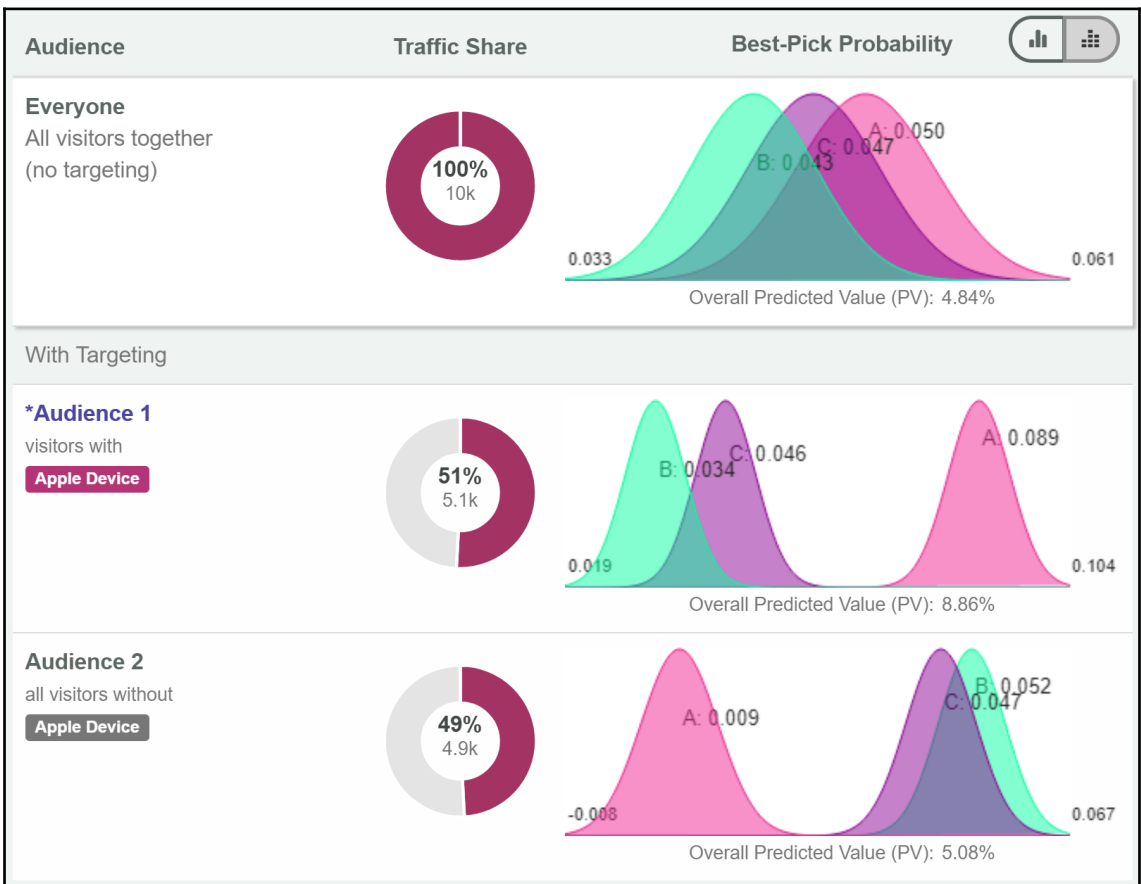 Audience
Traffic Share
Best-Pick Probability
Everyone
All visitors together
(no targeting)
100%
10k
A: 0.050
C: 0.047
B: 0.043
0.033
0.061
Overall Predicted Value (PV): 4.84%
With Targeting
*Audience 1
visitors with
Apple Device
51%
5.1k
A: 0.089
C: 0.046
B: 0.034
0.019
0.104
Overall Predicted Value (PV): 8.86%
Audience 2
all visitors without
Apple Device
49%
4.9k
B: 0.052
C: 0.047
A: 0.009
-0.008
0.067
Overall Predicted Value (PV): 5.08%